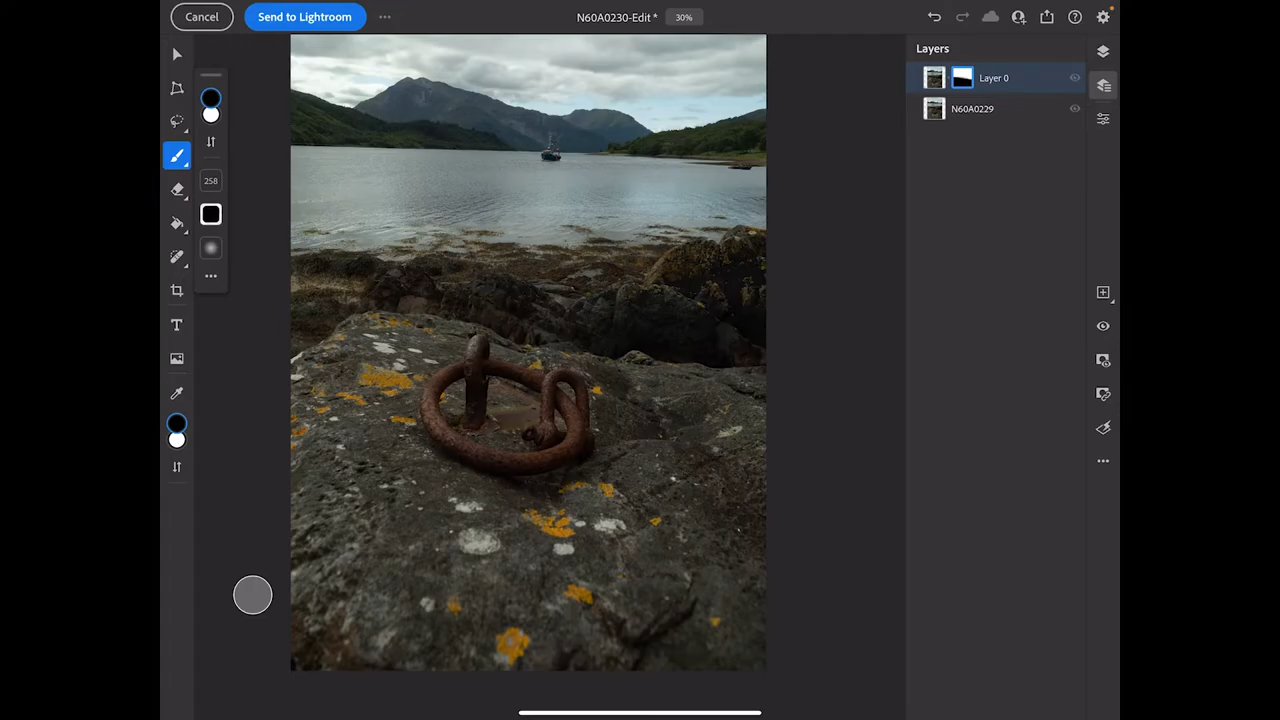 Cancel
Send to Lightroom
N60A0230-Edit *
30%
Layers
Layer 0
N60A0229
258